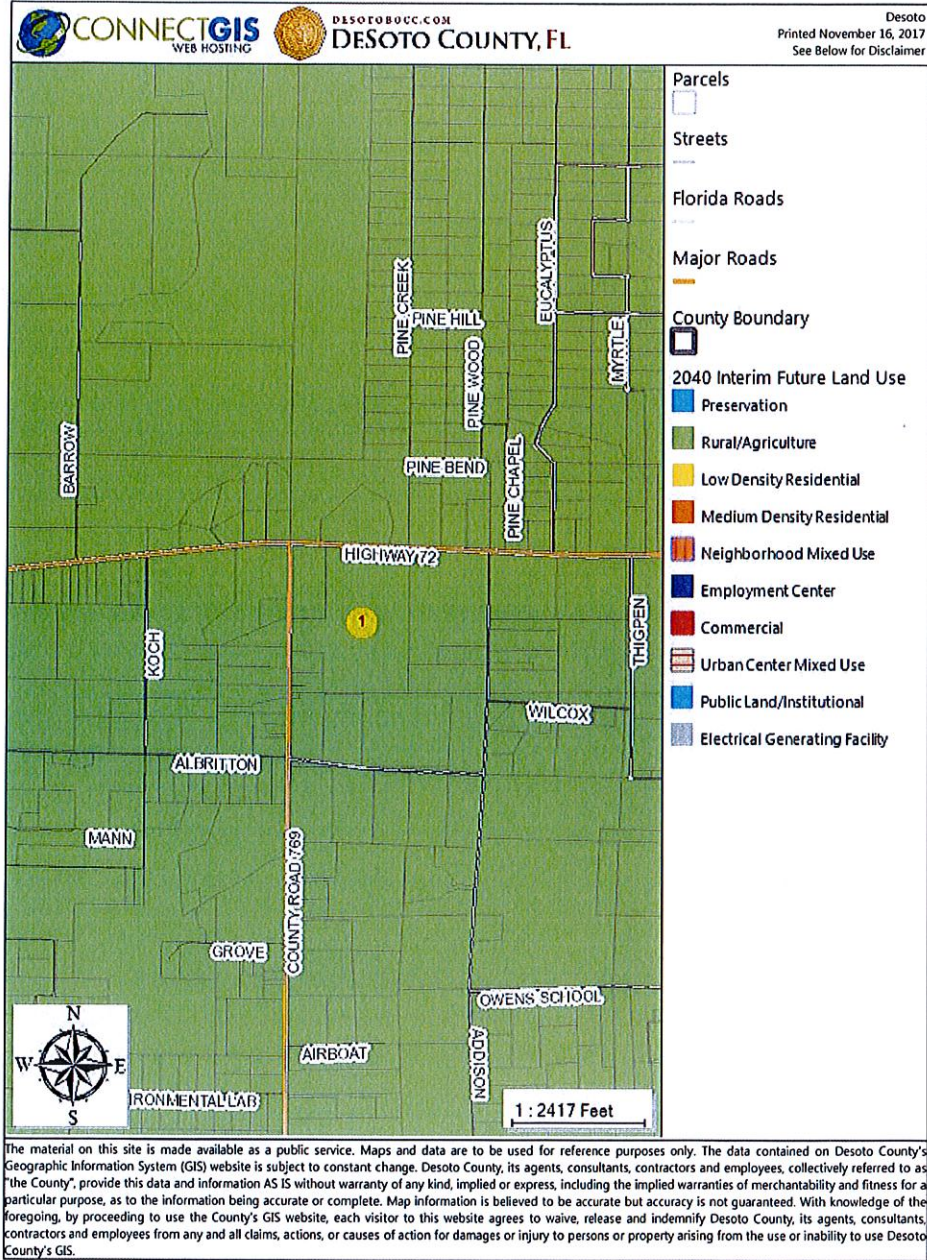 CONNECTGIS
WEB HOSTING
DESOTOBOCC.COM
DESOTO COUNTY, FL
Desoto
Printed November 16, 2017
See Below for Disclaimer
Parcels
Streets
Florida Roads
Major Roads
County Boundary
2040 Interim Future Land Use
Preservation
Rural/Agriculture
Low Density Residential
Medium Density Residential
Neighborhood Mixed Use
Employment Center
Commercial
Urban Center Mixed Use
Public Land/Institutional
Electrical Generating Facility
EUCALYPTUS
PINE CREEK
PINE HILL
MYRTLE
PINE WOOD
BARROW
PINE BEND
PINE CHAPEL
HIGHWAY 72
1
KOCH
THIGPEN
WILCOX
ALBRITTON
MANN
COUNTY ROAD 769
GROVE
OWENS SCHOOL
ADDISON
AIRBOAT
IRONMENTAL LAB
N
W E
S
1 : 2417 Feet
The material on this site is made available as a public service. Maps and data are to be used for reference purposes only. The data contained on Desoto County's
Geographic Information System (GIS) website is subject to constant change. Desoto County, its agents, consultants, contractors and employees, collectively referred to as
"the County", provide this data and information AS IS without warranty of any kind, implied or express, including the implied warranties of merchantability and fitness for a
particular purpose, as to the information being accurate or complete. Map information is believed to be accurate but accuracy is not guaranteed. With knowledge of the
foregoing, by proceeding to use the County's GIS website, each visitor to this website agrees to waive, release and indemnify Desoto County, its agents, consultants,
contractors and employees from any and all claims, actions, or causes of action for damages or injury to persons or property arising from the use or inability to use Desoto
County's GIS.